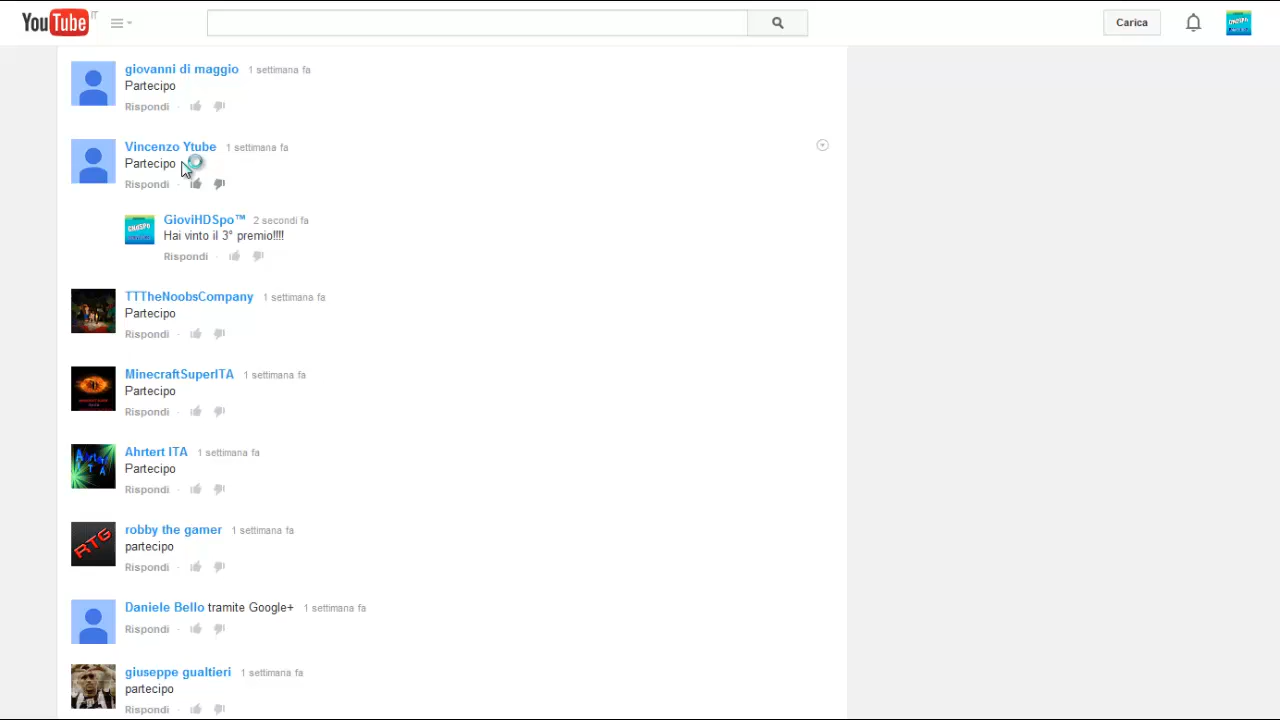 YouTube IT
Carica
giovanni di maggio 1 settimana fa
Partecipo
Rispondi
Vincenzo Ytube 1 settimana fa
Partecipo
Rispondi
GioviHDSpo™ 2 secondi fa
Hai vinto il 3° premio!!!!
Rispondi
TTTheNoobsCompany 1 settimana fa
Partecipo
Rispondi
MinecraftSuperITA 1 settimana fa
Partecipo
Rispondi
Ahrtert ITA 1 settimana fa
Partecipo
Rispondi
robby the gamer 1 settimana fa
partecipo
Rispondi
RTG
Daniele Bello tramite Google+ 1 settimana fa
Rispondi
giuseppe gualtieri 1 settimana fa
partecipo
Rispondi